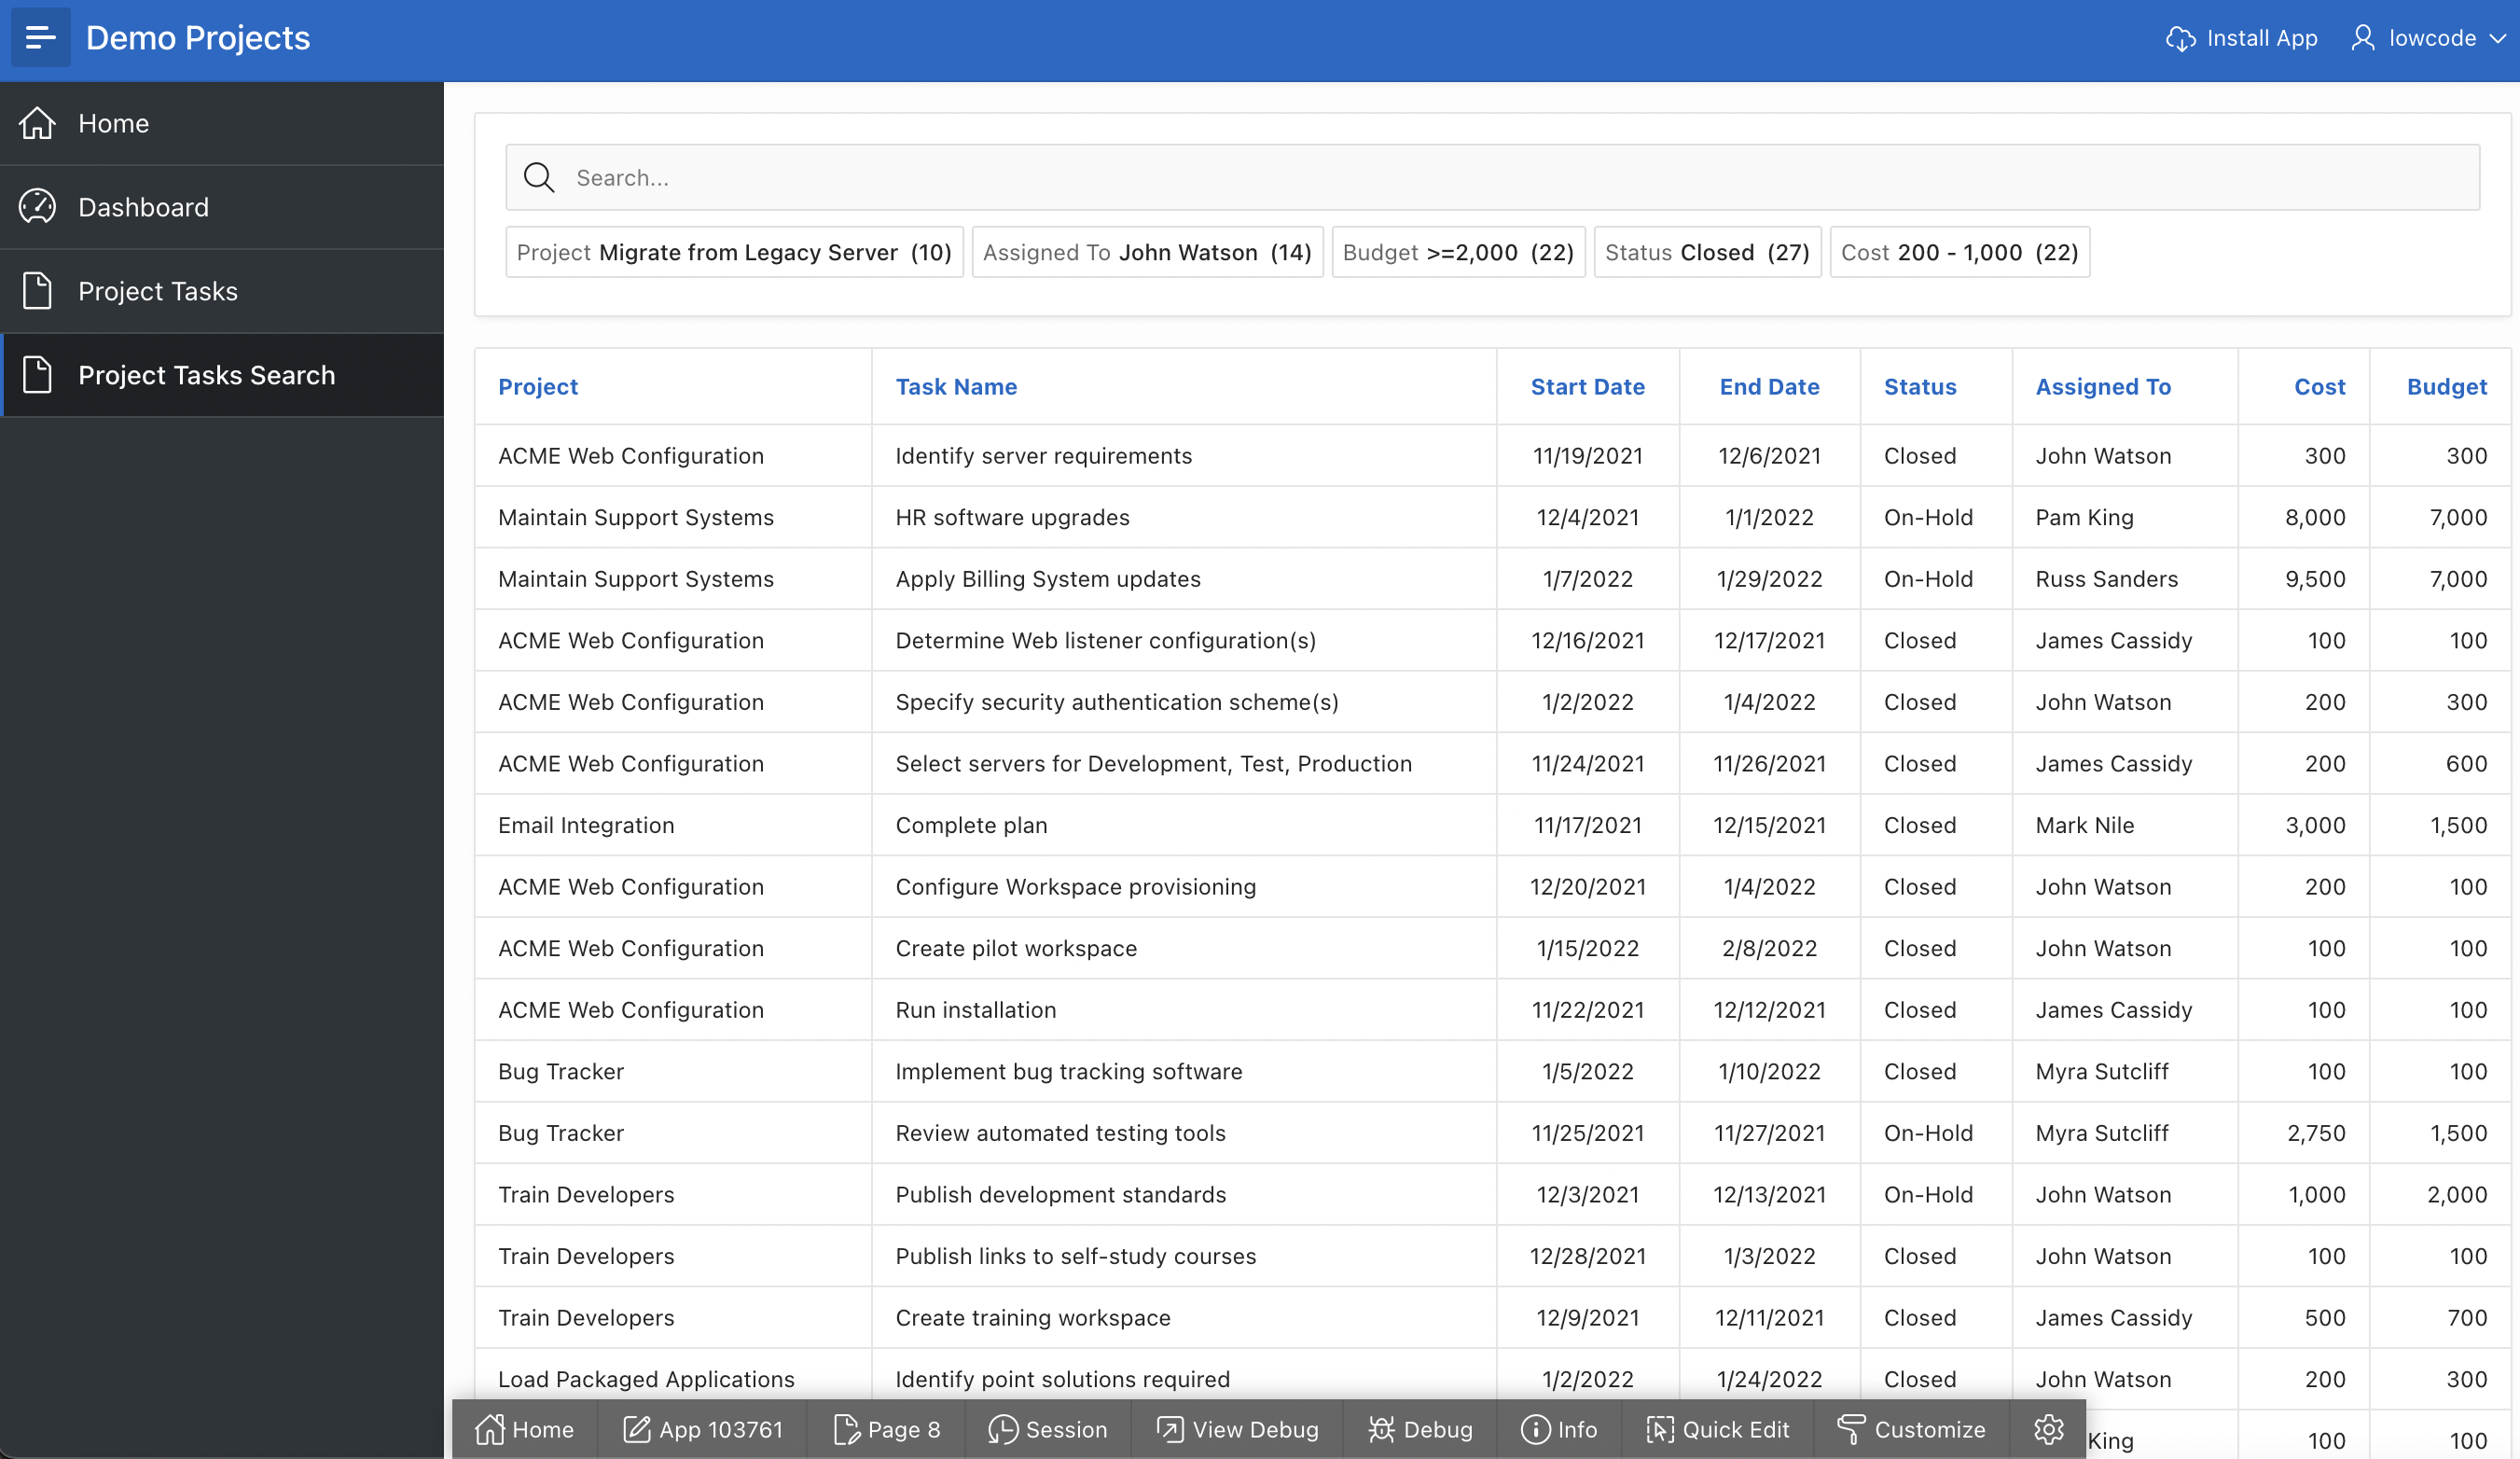 Demo Projects
Install App
lowcode
Home
Dashboard
Project Tasks
Project Tasks Search
Search...
Project Migrate from Legacy Server (10) Assigned To John Watson (14) Budget >=2,000 (22) Status Closed (27) Cost 200 - 1,000 (22)
Project Task Name Start Date End Date Status Assigned To Cost Budget
ACME Web Configuration Identify server requirements 11/19/2021 12/6/2021 Closed John Watson 300 300
Maintain Support Systems HR software upgrades 12/4/2021 1/1/2022 On-Hold Pam King 8,000 7,000
Maintain Support Systems Apply Billing System updates 1/7/2022 1/29/2022 On-Hold Russ Sanders 9,500 7,000
ACME Web Configuration Determine Web listener configuration(s) 12/16/2021 12/17/2021 Closed James Cassidy 100 100
ACME Web Configuration Specify security authentication scheme(s) 1/2/2022 1/4/2022 Closed John Watson 200 300
ACME Web Configuration Select servers for Development, Test, Production 11/24/2021 11/26/2021 Closed James Cassidy 200 600
Email Integration Complete plan 11/17/2021 12/15/2021 Closed Mark Nile 3,000 1,500
ACME Web Configuration Configure Workspace provisioning 12/20/2021 1/4/2022 Closed John Watson 200 100
ACME Web Configuration Create pilot workspace 1/15/2022 2/8/2022 Closed John Watson 100 100
ACME Web Configuration Run installation 11/22/2021 12/12/2021 Closed James Cassidy 100 100
Bug Tracker Implement bug tracking software 1/5/2022 1/10/2022 Closed Myra Sutcliff 100 100
Bug Tracker Review automated testing tools 11/25/2021 11/27/2021 On-Hold Myra Sutcliff 2,750 1,500
Train Developers Publish development standards 12/3/2021 12/13/2021 On-Hold John Watson 1,000 2,000
Train Developers Publish links to self-study courses 12/28/2021 1/3/2022 Closed John Watson 100 100
Train Developers Create training workspace 12/9/2021 12/11/2021 Closed James Cassidy 500 700
Load Packaged Applications Identify point solutions required 1/2/2022 1/24/2022 Closed John Watson 200 300
King 100 100
Home App 103761 Page 8 Session View Debug Debug Info Quick Edit Customize